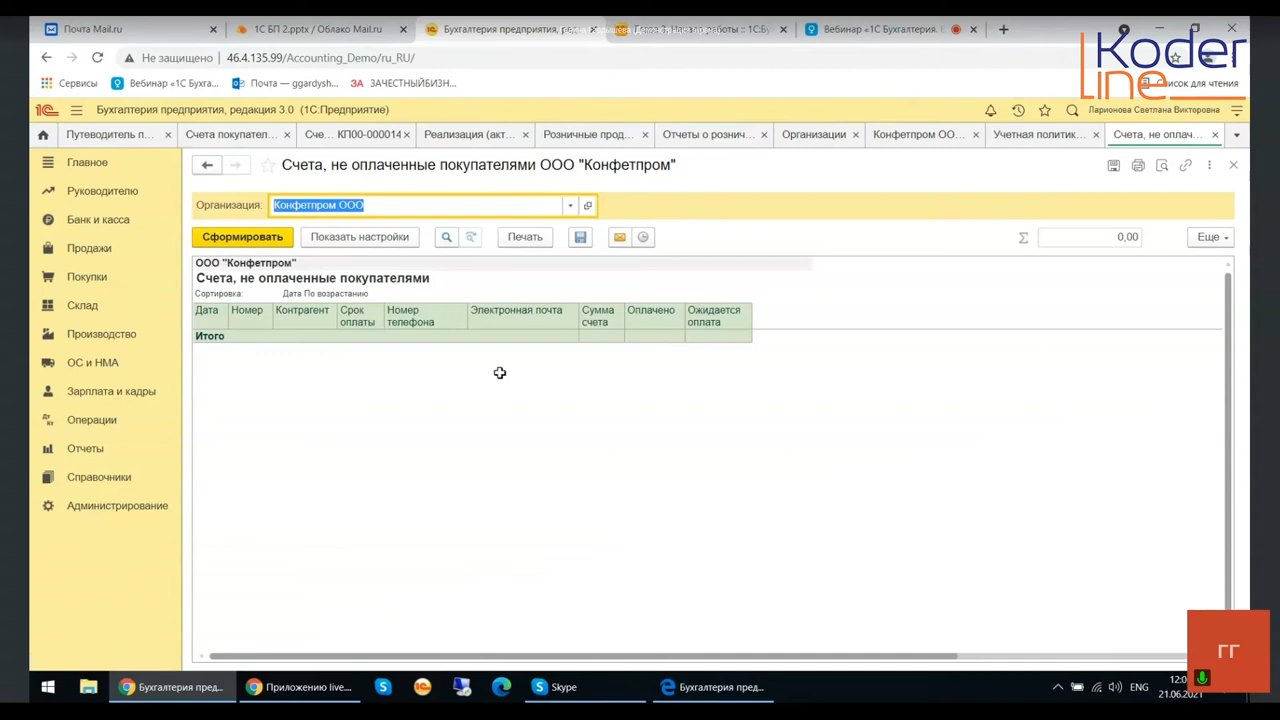 Почта Mail.ru
1С БП 2.pptx / Облако Mail.ru
Бухгалтерия предприятия,
Вебинар «1С Бухгалтерия.
Не защищено
46.4.135.99/Accounting_Demo/ru_RU/
Koder
line
Сервисы
Вебинар «1С Бухга...
Почта — ggardysh...
ЗАЧЕСТНЫЙБИЗН...
Список для чтения
Бухгалтерия предприятия, редакция 3.0 (1С:Предприятие)
Ларионова Светлана Викторовна
Путеводитель п...
Счета покупател...
Сче... КП00-000014
Реализация (акт...
Розничные прод...
Отчеты о рознич...
Организации
Конфетпром ОО...
Учетная политик...
Счета, не оплач...
Главное
Руководителю
Банк и касса
Продажи
Покупки
Склад
Производство
ОС и НМА
Зарплата и кадры
Операции
Отчеты
Справочники
Администрирование
Счета, не оплаченные покупателями ООО "Конфетпром"
Организация:
Конфетпром ООО
Сформировать
Показать настройки
Печать
Σ
0,00
Еще
ООО "Конфетпром"
Счета, не оплаченные покупателями
Сортировка: Дата По возрастанию
Дата
Номер
Контрагент
Срок
оплаты
Номер
телефона
Электронная почта
Сумма
счета
Оплачено
Ожидается
оплата
Итого
ГГ
Бухгалтерия пред...
Приложению live....
Skype
Бухгалтерия пред...
ENG
21.06.2021